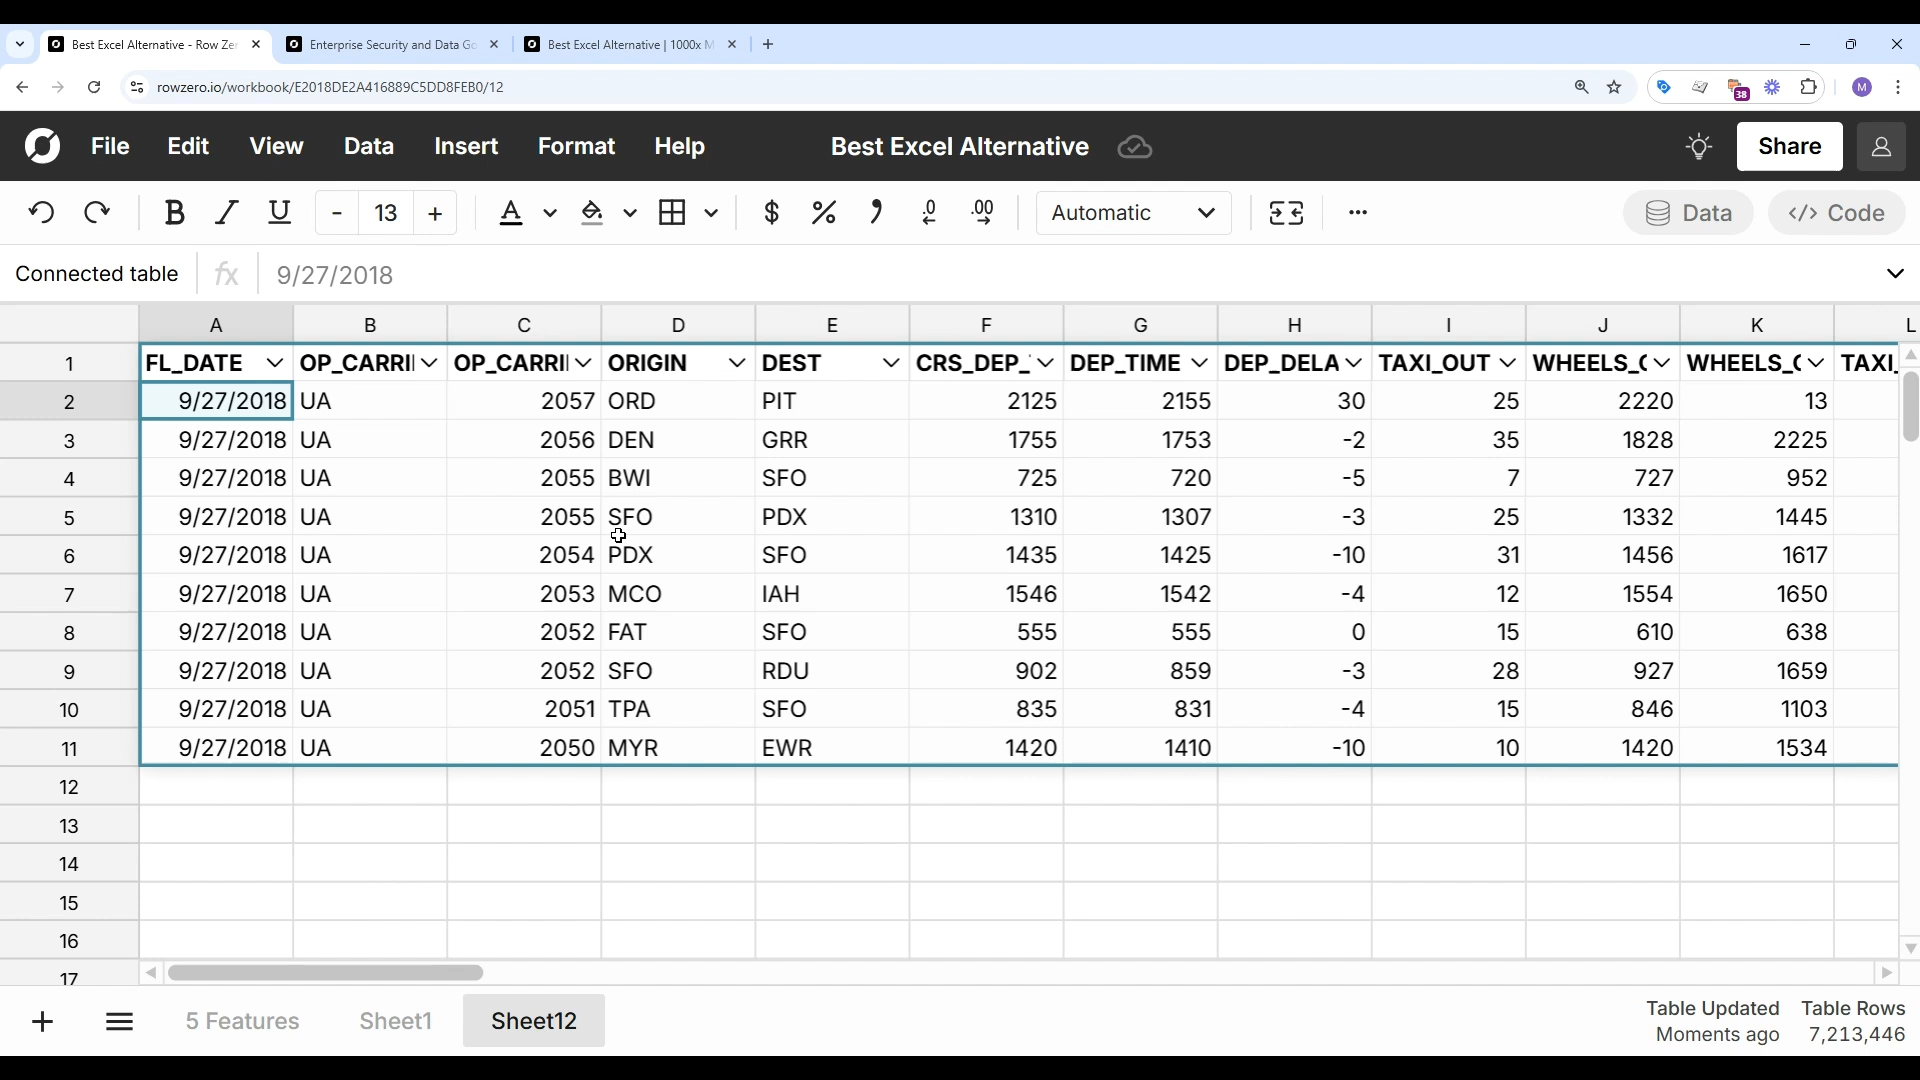 Best Excel Alternative - Row Ze
Enterprise Security and Data Go
Best Excel Alternative | 1000x M
rowzero.io/workbook/E2018DE2A416889C5DD8FEB0/12
38
M
File Edit View Data Insert Format Help
Best Excel Alternative
Share
B I U - 13 + A $ % , .0 .00 Automatic ... Data </> Code
Connected table fx 9/27/2018
A B C D E F G H I J K L
1 FL_DATE OP_CARRI OP_CARRI ORIGIN DEST CRS_DEP_ DEP_TIME DEP_DELA TAXI_OUT WHEELS_ WHEELS_ TAXI_
2 9/27/2018 UA 2057 ORD PIT 2125 2155 30 25 2220 13
3 9/27/2018 UA 2056 DEN GRR 1755 1753 -2 35 1828 2225
4 9/27/2018 UA 2055 BWI SFO 725 720 -5 7 727 952
5 9/27/2018 UA 2055 SFO PDX 1310 1307 -3 25 1332 1445
6 9/27/2018 UA 2054 PDX SFO 1435 1425 -10 31 1456 1617
7 9/27/2018 UA 2053 MCO IAH 1546 1542 -4 12 1554 1650
8 9/27/2018 UA 2052 FAT SFO 555 555 0 15 610 638
9 9/27/2018 UA 2052 SFO RDU 902 859 -3 28 927 1659
10 9/27/2018 UA 2051 TPA SFO 835 831 -4 15 846 1103
11 9/27/2018 UA 2050 MYR EWR 1420 1410 -10 10 1420 1534
12
13
14
15
16
17
5 Features Sheet1 Sheet12
Table Updated Table Rows
Moments ago 7,213,446